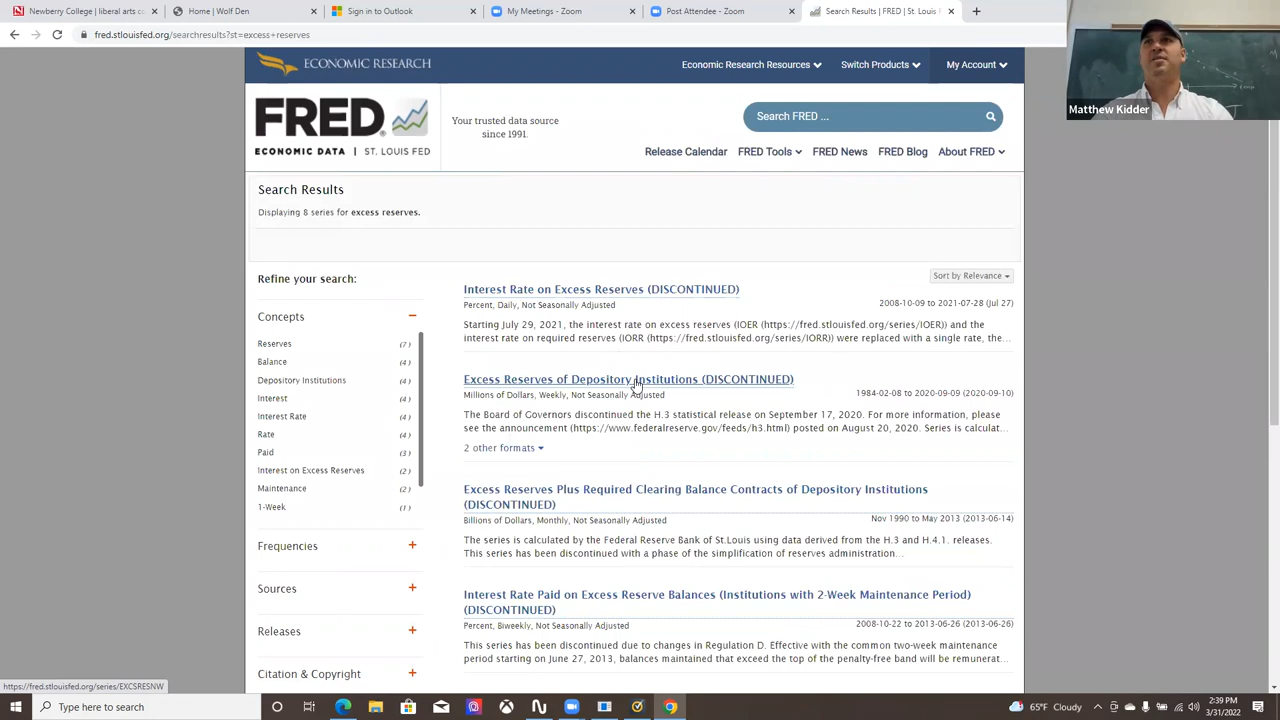 Newberry College | liberal arts c
Home | Wolf Den
Sign in to Outlook
My Meetings - Zoom
Post Attendee - Zoom
Search Results | FRED | St. Louis F
fred.stlouisfed.org/searchresults?st=excess+reserves
Matthew Kidder
ECONOMIC RESEARCH
Economic Research Resources
Switch Products
My Account
FRED
ECONOMIC DATA | ST. LOUIS FED
Your trusted data source
since 1991.
Search FRED ...
Release Calendar
FRED Tools
FRED News
FRED Blog
About FRED
Search Results
Displaying 8 series for excess reserves.
Refine your search:
Sort by Relevance
Concepts
Reserves (7)
Balance (4)
Depository Institutions (4)
Interest (4)
Interest Rate (4)
Rate (4)
Paid (3)
Interest on Excess Reserves (2)
Maintenance (2)
1-Week (1)
Frequencies
Sources
Releases
Citation & Copyright
Interest Rate on Excess Reserves (DISCONTINUED)
Percent, Daily, Not Seasonally Adjusted
2008-10-09 to 2021-07-28 (Jul 27)
Starting July 29, 2021, the interest rate on excess reserves (IOER (https://fred.stlouisfed.org/series/IOER)) and the
interest rate on required reserves (IORR (https://fred.stlouisfed.org/series/IORR)) were replaced with a single rate, the...
Excess Reserves of Depository Institutions (DISCONTINUED)
Millions of Dollars, Weekly, Not Seasonally Adjusted
1984-02-08 to 2020-09-09 (2020-09-10)
The Board of Governors discontinued the H.3 statistical release on September 17, 2020. For more information, please
see the announcement (https://www.federalreserve.gov/feeds/h3.html) posted on August 20, 2020. Series is calculat...
2 other formats
Excess Reserves Plus Required Clearing Balance Contracts of Depository Institutions
(DISCONTINUED)
Billions of Dollars, Monthly, Not Seasonally Adjusted
Nov 1990 to May 2013 (2013-06-14)
The series is calculated by the Federal Reserve Bank of St.Louis using data derived from the H.3 and H.4.1. releases.
This series has been discontinued with a phase of the simplification of reserves administration...
Interest Rate Paid on Excess Reserve Balances (Institutions with 2-Week Maintenance Period)
(DISCONTINUED)
Percent, Biweekly, Not Seasonally Adjusted
2008-10-22 to 2013-06-26 (2013-06-26)
This series has been discontinued due to changes in Regulation D. Effective with the common two-week maintenance
period starting on June 27, 2013, balances maintained that exceed the top of the penalty-free band will be remunerat...
https://fred.stlouisfed.org/series/EXCSRESNW
Type here to search
65°F Cloudy
2:39 PM
3/31/2022